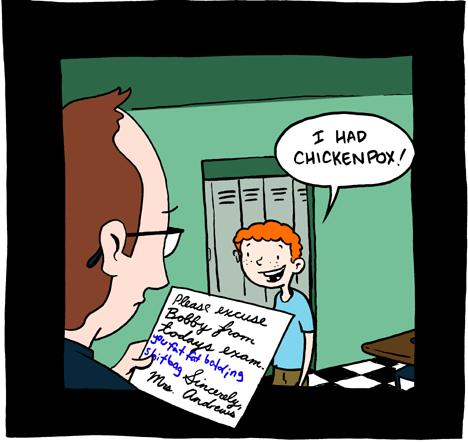 I HAD
CHICKENPOX!
Please excuse
Bobby from
todays exam.
you fat fat balding
shitbag Sincerely,
Mrs. Andrews